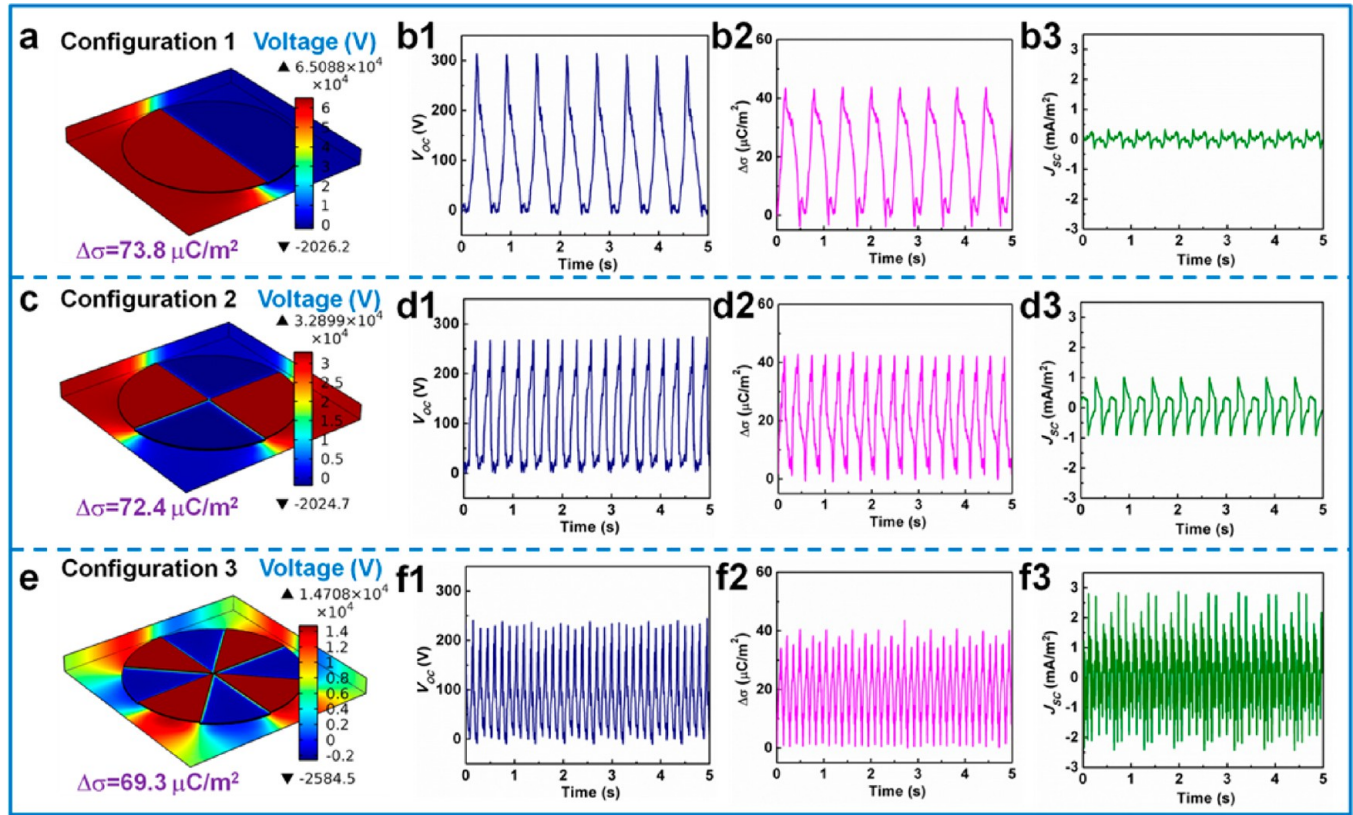 a Configuration 1 Voltage (V)
▲ 6.5088×10⁴
×10⁴
6
5
4
3
2
1
0
▼ -2026.2
Δσ=73.8 μC/m²
b1
300
200
100
0
V_OC (V)
0 1 2 3 4 5
Time (s)
b2
60
40
20
0
Δσ (μC/m²)
0 1 2 3 4 5
Time (s)
b3
3
2
1
0
-1
-2
-3
J_SC (mA/m²)
0 1 2 3 4 5
Time (s)
c Configuration 2 Voltage (V)
▲ 3.2899×10⁴
×10⁴
3
2.5
2
1.5
1
0.5
0
▼ -2024.7
Δσ=72.4 μC/m²
d1
300
200
100
0
V_OC (V)
0 1 2 3 4 5
Time (s)
d2
60
40
20
0
Δσ (μC/m²)
0 1 2 3 4 5
Time (s)
d3
3
2
1
0
-1
-2
-3
J_SC (mA/m²)
0 1 2 3 4 5
Time (s)
e Configuration 3 Voltage (V)
▲ 1.4708×10⁴
×10⁴
1.4
1.2
1
0.8
0.6
0.4
0.2
0
-0.2
▼ -2584.5
Δσ=69.3 μC/m²
f1
300
200
100
0
V_OC (V)
0 1 2 3 4 5
Time (s)
f2
60
40
20
0
Δσ (μC/m²)
0 1 2 3 4 5
Time (s)
f3
3
2
1
0
-1
-2
-3
J_SC (mA/m²)
0 1 2 3 4 5
Time (s)